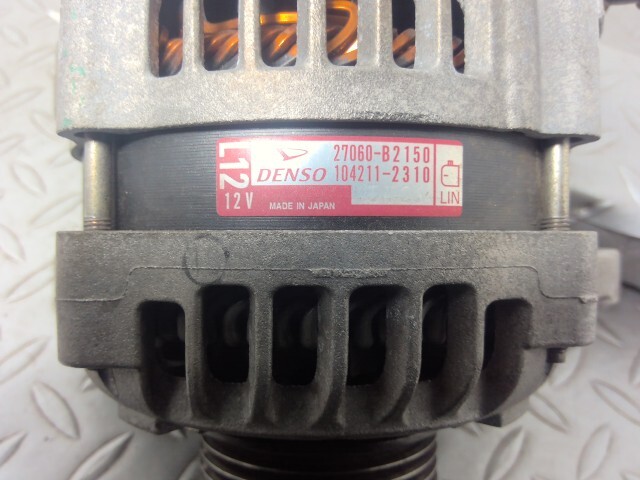 L12
27060-B2150
DENSO 104211-2310
12V MADE IN JAPAN
LIN